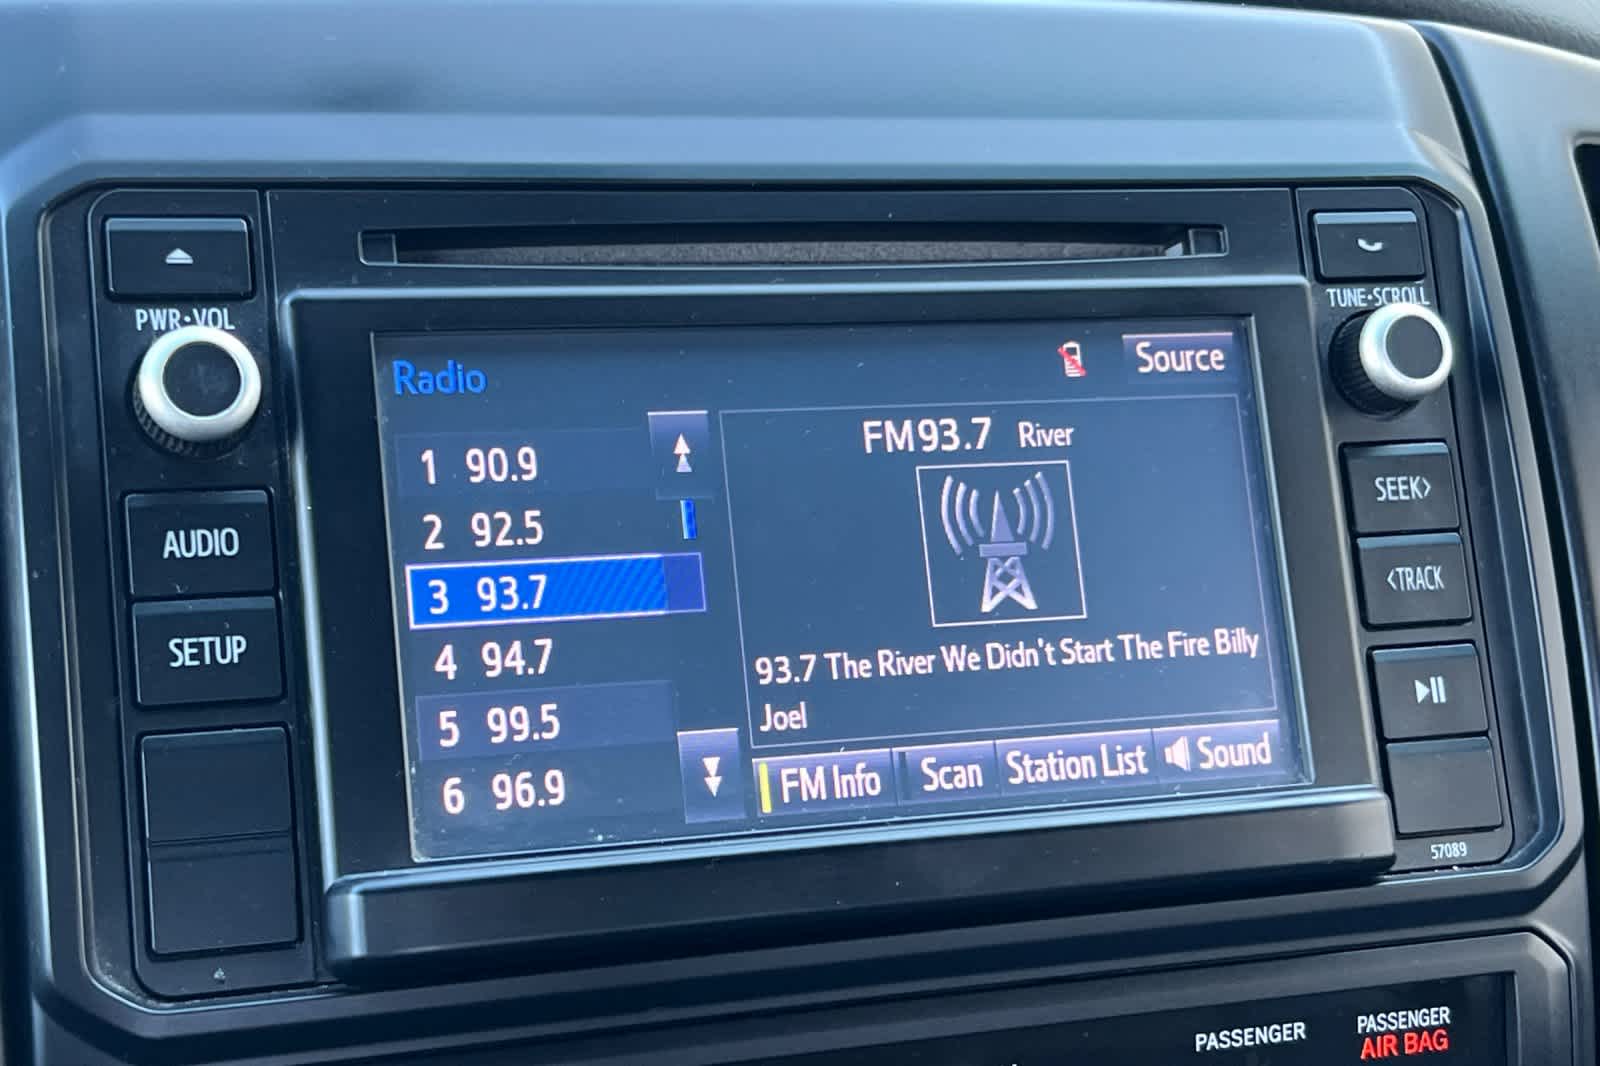 PWR•VOL
TUNE•SCROLL
Radio
Source
1 90.9
2 92.5
3 93.7
4 94.7
5 99.5
6 96.9
FM93.7 River
93.7 The River We Didn't Start The Fire Billy
Joel
FM Info
Scan
Station List
Sound
AUDIO
SETUP
SEEK>
<TRACK
57089
PASSENGER
PASSENGER
AIR BAG